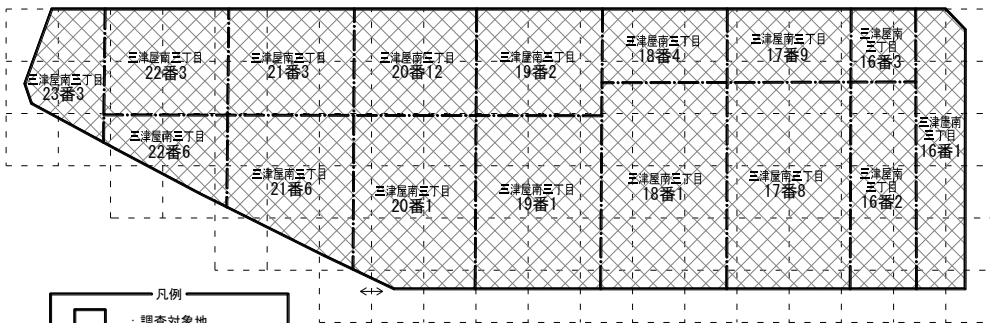 三津屋南三丁目
23番3
三津屋南三丁目
22番3
三津屋南三丁目
21番3
三津屋南三丁目
20番12
三津屋南三丁目
19番2
三津屋南三丁目
18番4
三津屋南三丁目
17番9
三津屋南
三丁目
16番3
三津屋南
三丁目
16番1
三津屋南三丁目
22番6
三津屋南三丁目
21番6
三津屋南三丁目
20番1
三津屋南三丁目
19番1
三津屋南三丁目
18番1
三津屋南三丁目
17番8
三津屋南
三丁目
16番2
凡例
：調査対象地